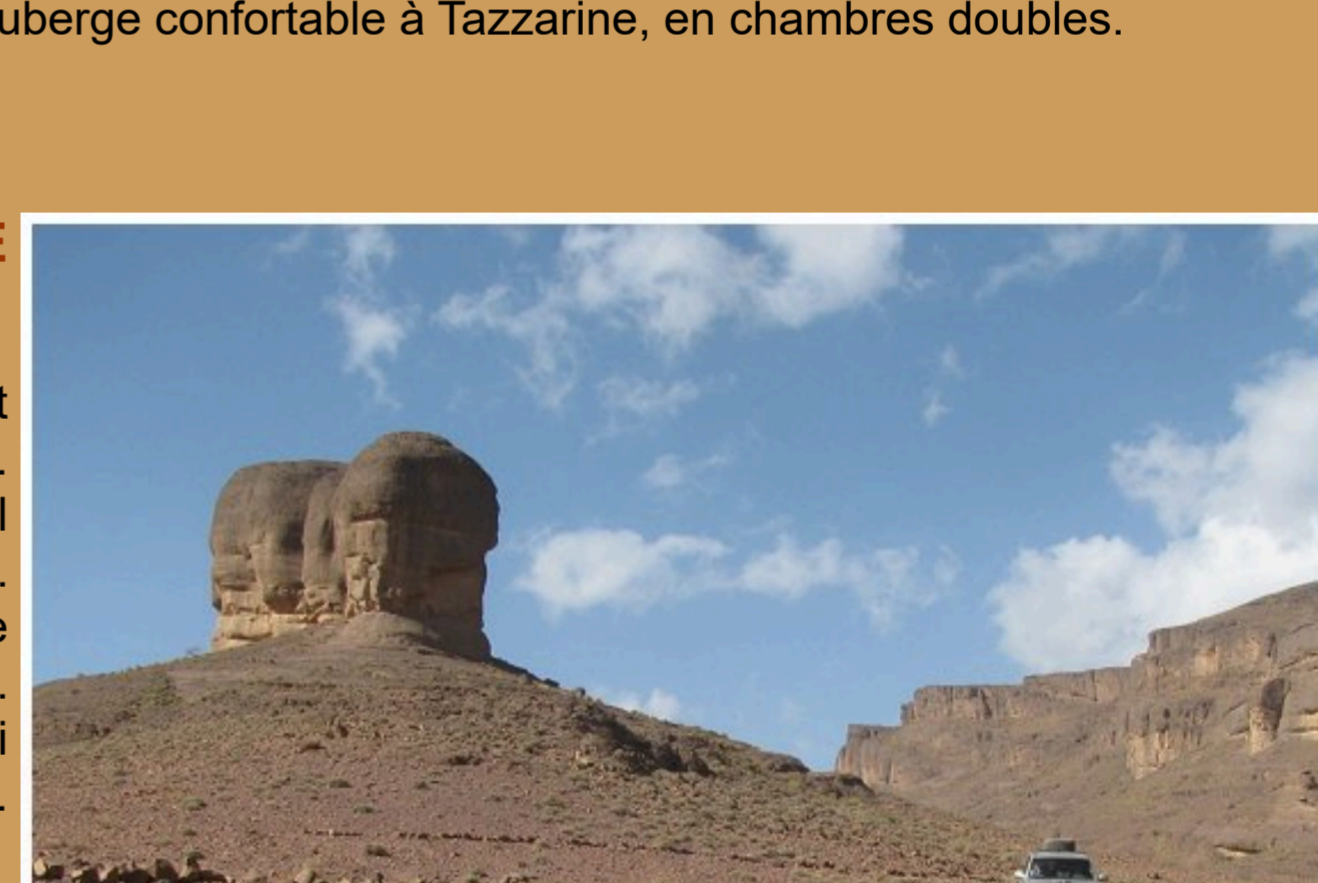 uberge confortable à Tazzarine, en chambres doubles.
E
t
.
l
.
e
.
i
.